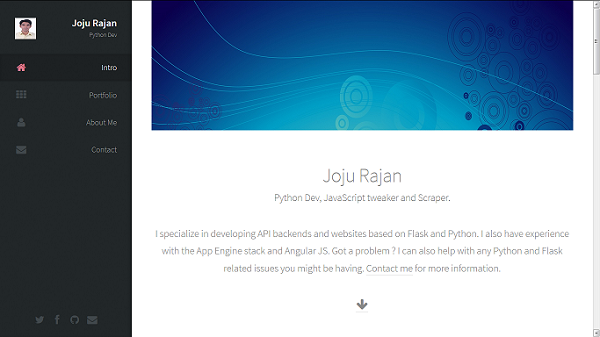 Joju Rajan
Python Dev
Intro
Portfolio
About Me
Contact
Joju Rajan
Python Dev, JavaScript tweaker and Scraper.
I specialize in developing API backends and websites based on Flask and Python. I also have experience
with the App Engine stack and Angular JS. Got a problem ? I can also help with any Python and Flask
related issues you might be having. Contact me for more information.